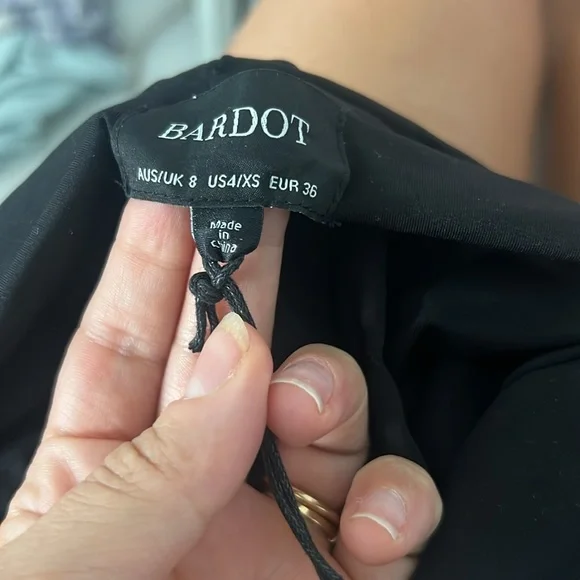 BARDOT
AUS/UK 8 US4/XS EUR 36
Made
in
China